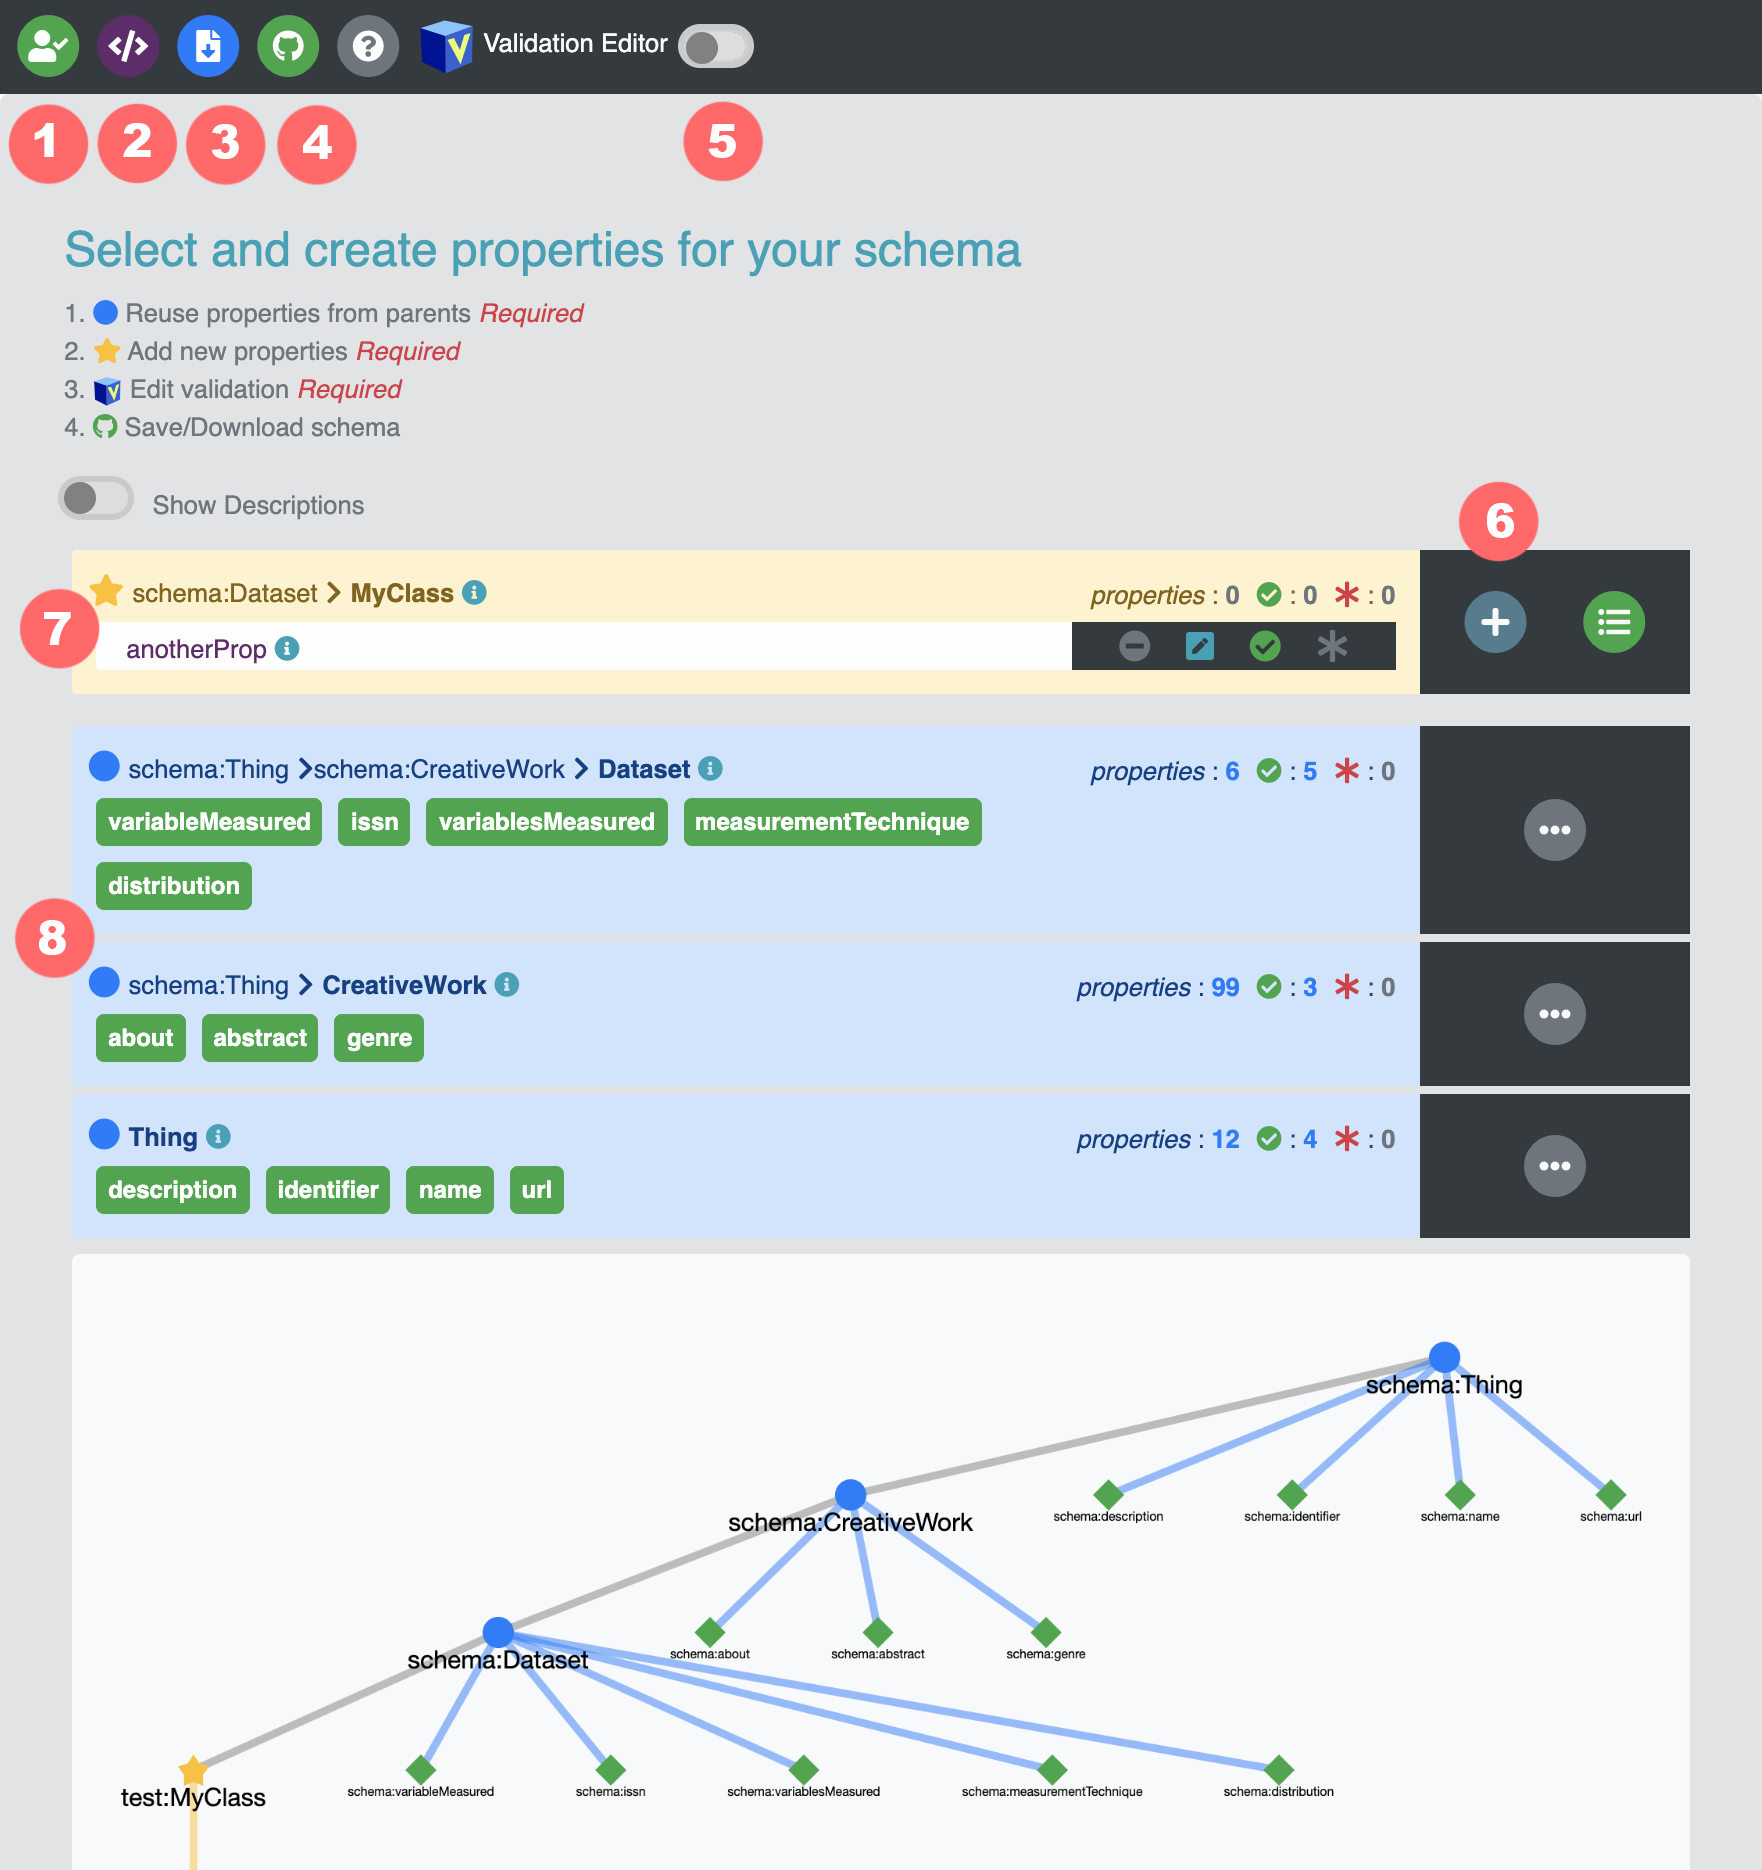 Validation Editor
1 2 3 4 5
Select and create properties for your schema
1. Reuse properties from parents Required
2. Add new properties Required
3. Edit validation Required
4. Save/Download schema
Show Descriptions
6
schema:Dataset > MyClass properties : 0 : 0 : 0
7
anotherProp
schema:Thing >schema:CreativeWork > Dataset properties : 6 : 5 : 0
variableMeasured issn variablesMeasured measurementTechnique
distribution
8
schema:Thing > CreativeWork properties : 99 : 3 : 0
about abstract genre
Thing properties : 12 : 4 : 0
description identifier name url
schema:Thing
schema:CreativeWork
schema:description schema:identifier schema:name schema:url
schema:Dataset
schema:about schema:abstract schema:genre
test:MyClass
schema:variableMeasured schema:issn schema:variablesMeasured schema:measurementTechnique schema:distribution